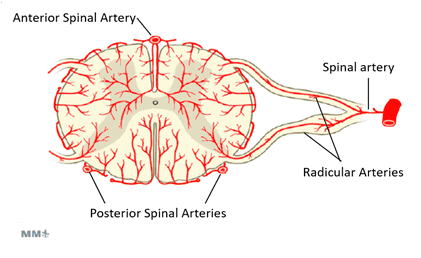 Anterior Spinal Artery
Spinal artery
Radicular Arteries
Posterior Spinal Arteries
MM